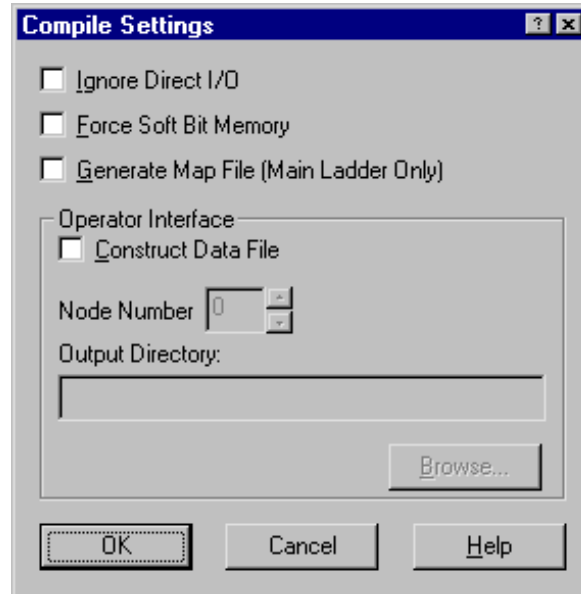 Compile Settings
Ignore Direct I/O
Force Soft Bit Memory
Generate Map File (Main Ladder Only)
Operator Interface
Construct Data File
Node Number 0
Output Directory:
Browse...
OK Cancel Help